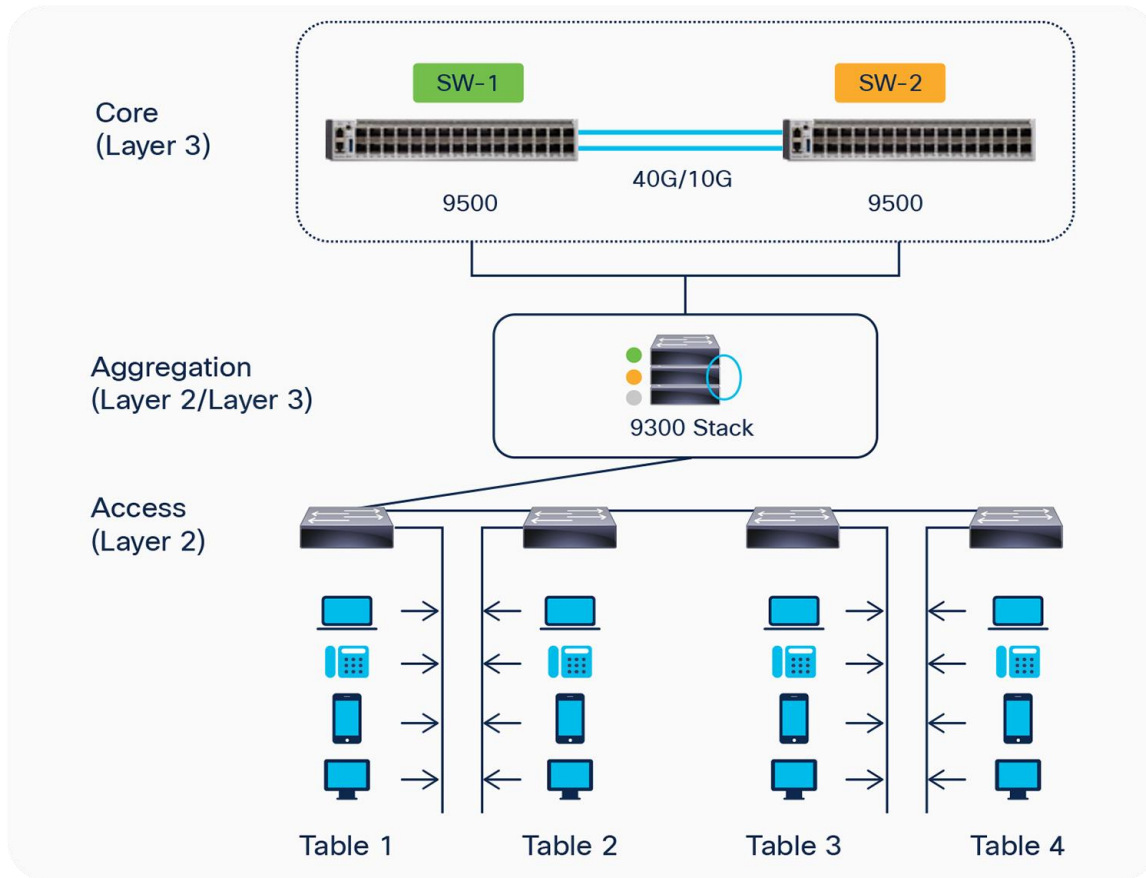 SW-1
SW-2
Core
(Layer 3)
40G/10G
9500
9500
Aggregation
(Layer 2/Layer 3)
9300 Stack
Access
(Layer 2)
Table 1
Table 2
Table 3
Table 4